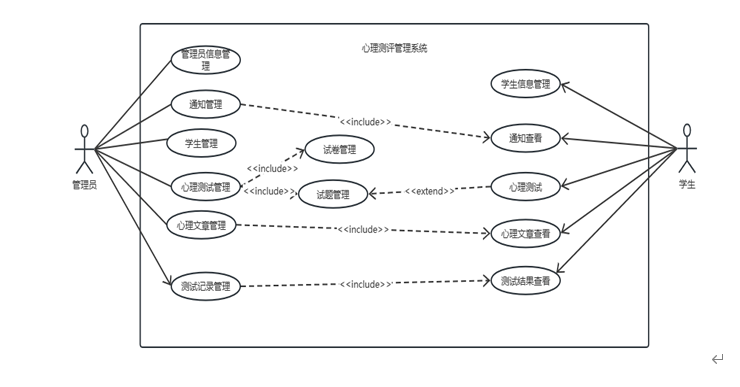 心理测评管理系统
管理员信息管
理
学生信息管理
通知管理
<<include>>
通知查看
学生管理
试卷管理
<<include>>
管理员
学生
心理测试管理
<<include>>
试题管理
<<extend>>
心理测试
心理文章管理
<<include>>
心理文章查看
测试记录管理
<<include>>
测试结果查看